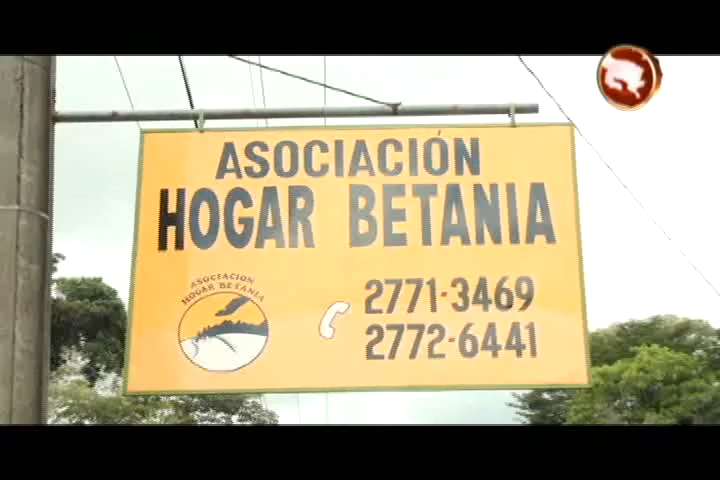 ASOCIACIÓN
HOGAR BETANIA
ASOCIACION
HOGAR BETANIA
2771-3469
2772-6441